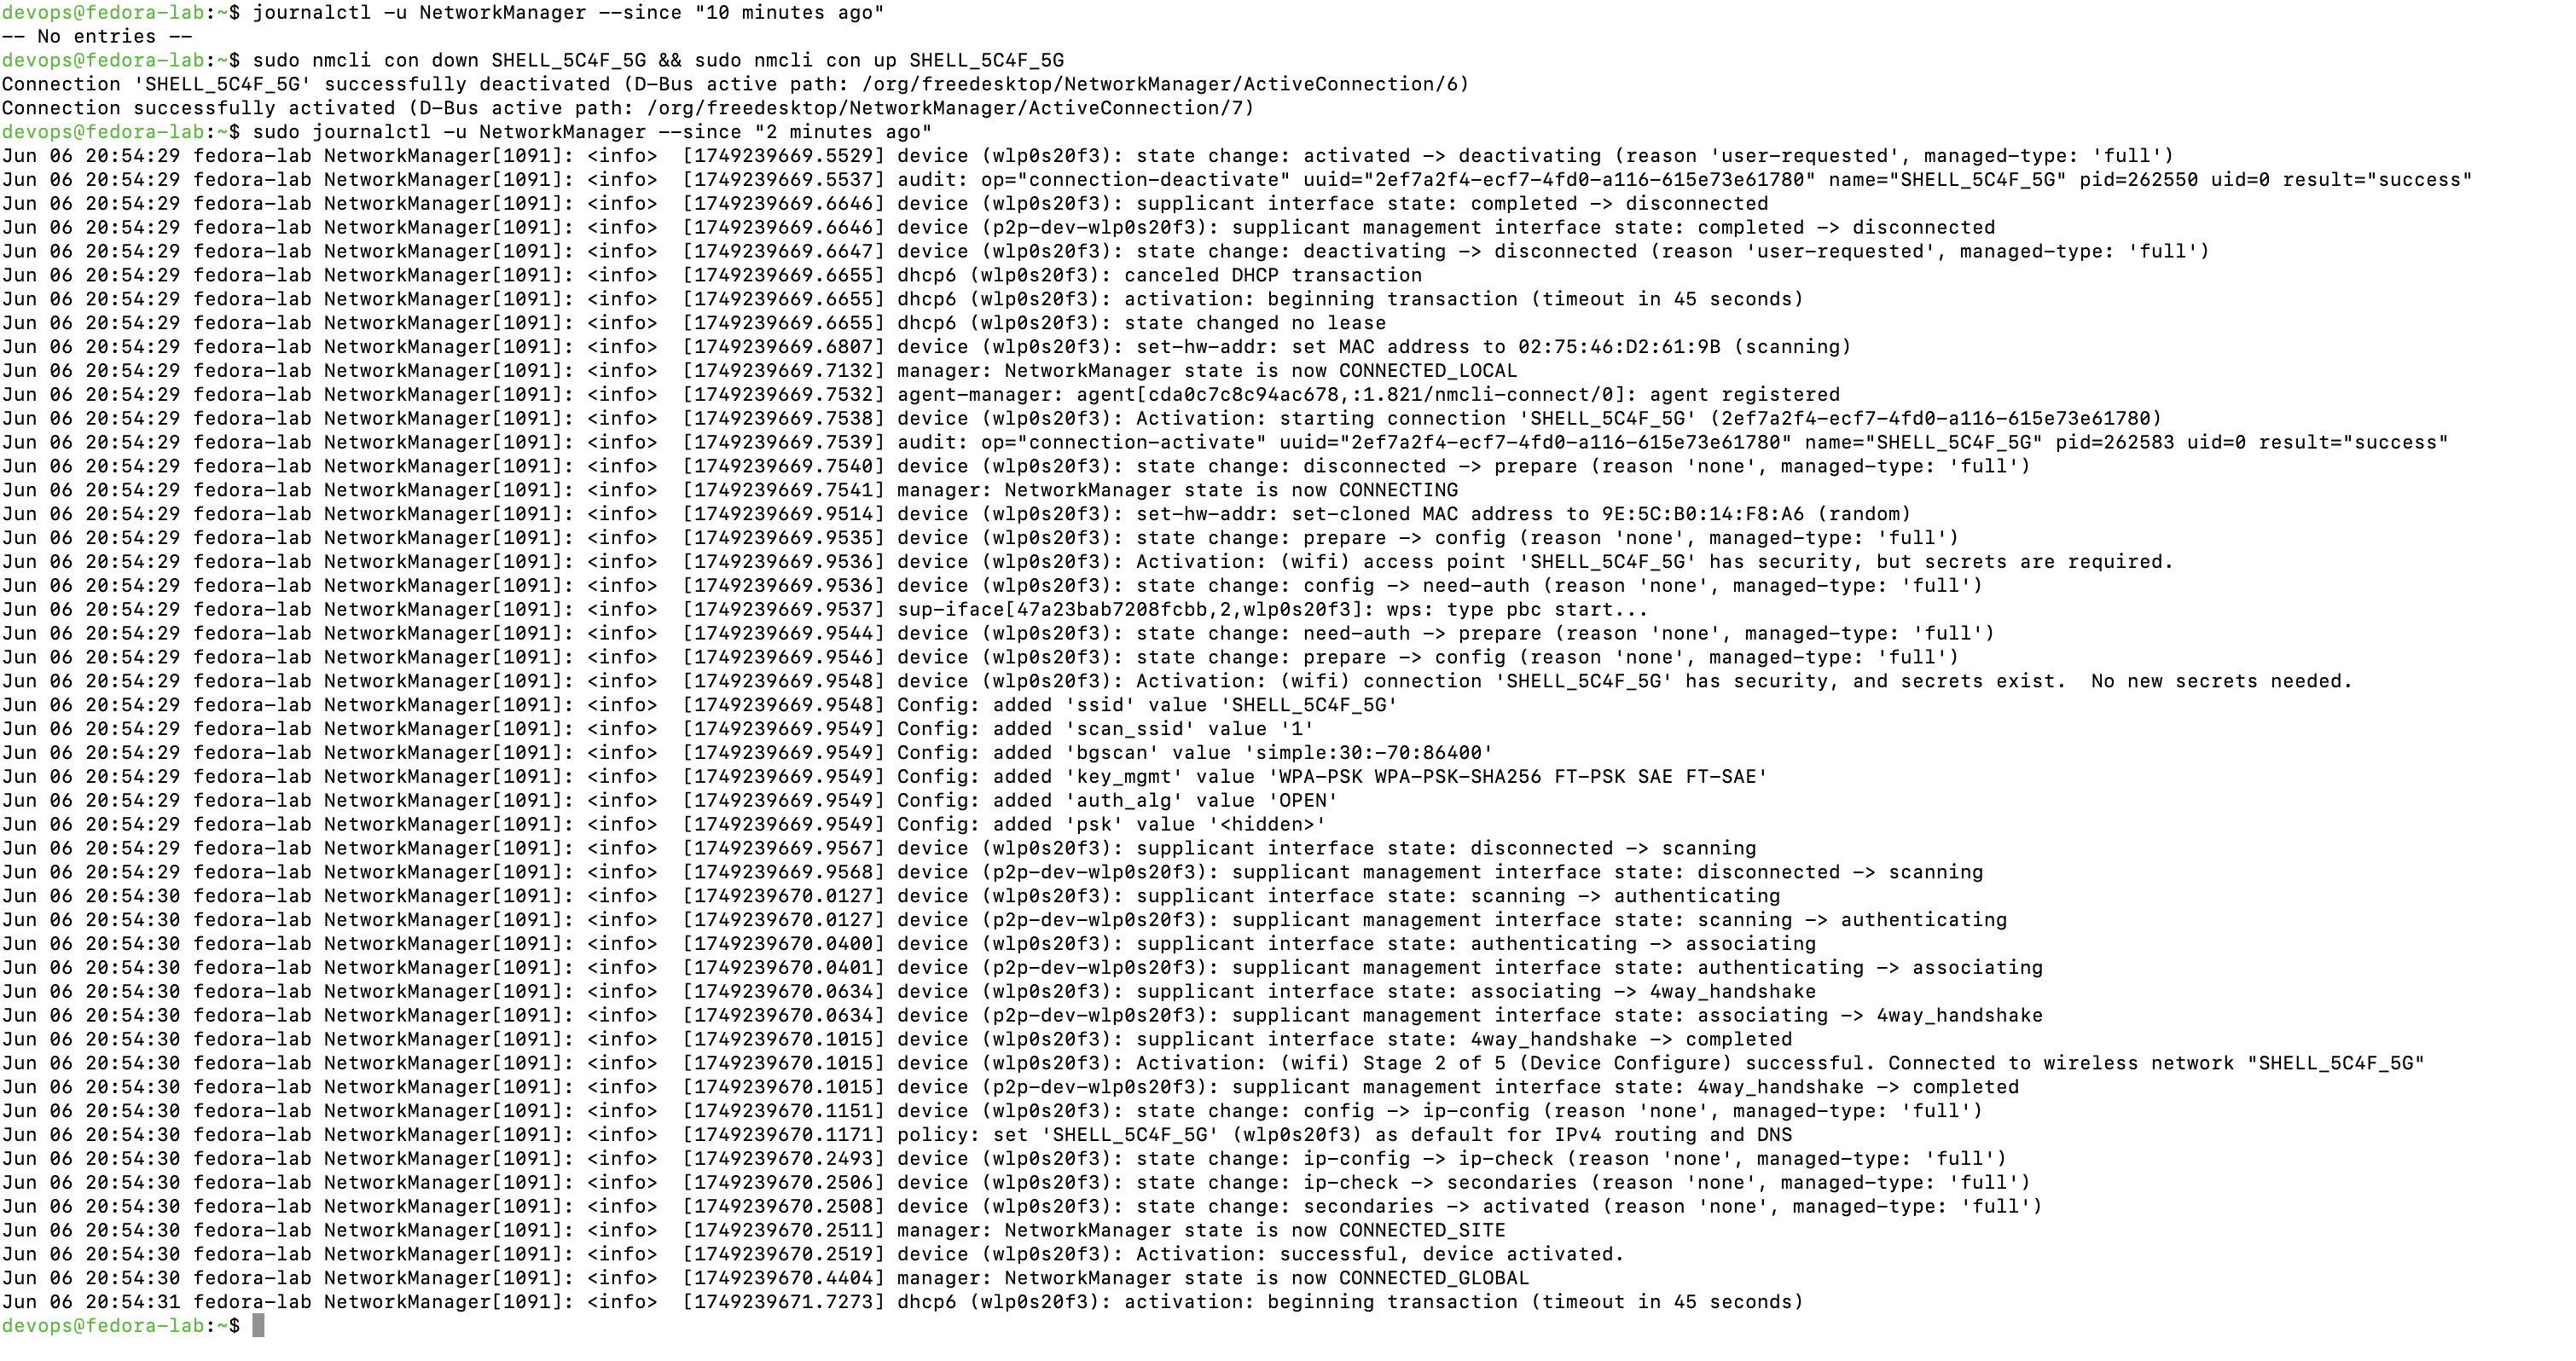 devops@fedora-lab:~$ journalctl -u NetworkManager --since "10 minutes ago"
-- No entries --
devops@fedora-lab:~$ sudo nmcli con down SHELL_5C4F_5G && sudo nmcli con up SHELL_5C4F_5G
Connection 'SHELL_5C4F_5G' successfully deactivated (D-Bus active path: /org/freedesktop/NetworkManager/ActiveConnection/6)
Connection successfully activated (D-Bus active path: /org/freedesktop/NetworkManager/ActiveConnection/7)
devops@fedora-lab:~$ sudo journalctl -u NetworkManager --since "2 minutes ago"
Jun 06 20:54:29 fedora-lab NetworkManager[1091]: <info>  [1749239669.5529] device (wlp0s20f3): state change: activated -> deactivating (reason 'user-requested', managed-type: 'full')
Jun 06 20:54:29 fedora-lab NetworkManager[1091]: <info>  [1749239669.5537] audit: op="connection-deactivate" uuid="2ef7a2f4-ecf7-4fd0-a116-615e73e61780" name="SHELL_5C4F_5G" pid=262550 uid=0 result="success"
Jun 06 20:54:29 fedora-lab NetworkManager[1091]: <info>  [1749239669.6646] device (wlp0s20f3): supplicant interface state: completed -> disconnected
Jun 06 20:54:29 fedora-lab NetworkManager[1091]: <info>  [1749239669.6646] device (p2p-dev-wlp0s20f3): supplicant management interface state: completed -> disconnected
Jun 06 20:54:29 fedora-lab NetworkManager[1091]: <info>  [1749239669.6647] device (wlp0s20f3): state change: deactivating -> disconnected (reason 'user-requested', managed-type: 'full')
Jun 06 20:54:29 fedora-lab NetworkManager[1091]: <info>  [1749239669.6655] dhcp6 (wlp0s20f3): canceled DHCP transaction
Jun 06 20:54:29 fedora-lab NetworkManager[1091]: <info>  [1749239669.6655] dhcp6 (wlp0s20f3): activation: beginning transaction (timeout in 45 seconds)
Jun 06 20:54:29 fedora-lab NetworkManager[1091]: <info>  [1749239669.6655] dhcp6 (wlp0s20f3): state changed no lease
Jun 06 20:54:29 fedora-lab NetworkManager[1091]: <info>  [1749239669.6807] device (wlp0s20f3): set-hw-addr: set MAC address to 02:75:46:D2:61:9B (scanning)
Jun 06 20:54:29 fedora-lab NetworkManager[1091]: <info>  [1749239669.7132] manager: NetworkManager state is now CONNECTED_LOCAL
Jun 06 20:54:29 fedora-lab NetworkManager[1091]: <info>  [1749239669.7532] agent-manager: agent[cda0c7c8c94ac678,:1.821/nmcli-connect/0]: agent registered
Jun 06 20:54:29 fedora-lab NetworkManager[1091]: <info>  [1749239669.7538] device (wlp0s20f3): Activation: starting connection 'SHELL_5C4F_5G' (2ef7a2f4-ecf7-4fd0-a116-615e73e61780)
Jun 06 20:54:29 fedora-lab NetworkManager[1091]: <info>  [1749239669.7539] audit: op="connection-activate" uuid="2ef7a2f4-ecf7-4fd0-a116-615e73e61780" name="SHELL_5C4F_5G" pid=262583 uid=0 result="success"
Jun 06 20:54:29 fedora-lab NetworkManager[1091]: <info>  [1749239669.7540] device (wlp0s20f3): state change: disconnected -> prepare (reason 'none', managed-type: 'full')
Jun 06 20:54:29 fedora-lab NetworkManager[1091]: <info>  [1749239669.7541] manager: NetworkManager state is now CONNECTING
Jun 06 20:54:29 fedora-lab NetworkManager[1091]: <info>  [1749239669.9514] device (wlp0s20f3): set-hw-addr: set-cloned MAC address to 9E:5C:B0:14:F8:A6 (random)
Jun 06 20:54:29 fedora-lab NetworkManager[1091]: <info>  [1749239669.9535] device (wlp0s20f3): state change: prepare -> config (reason 'none', managed-type: 'full')
Jun 06 20:54:29 fedora-lab NetworkManager[1091]: <info>  [1749239669.9536] device (wlp0s20f3): Activation: (wifi) access point 'SHELL_5C4F_5G' has security, but secrets are required.
Jun 06 20:54:29 fedora-lab NetworkManager[1091]: <info>  [1749239669.9536] device (wlp0s20f3): state change: config -> need-auth (reason 'none', managed-type: 'full')
Jun 06 20:54:29 fedora-lab NetworkManager[1091]: <info>  [1749239669.9537] sup-iface[47a23bab7208fcbb,2,wlp0s20f3]: wps: type pbc start...
Jun 06 20:54:29 fedora-lab NetworkManager[1091]: <info>  [1749239669.9544] device (wlp0s20f3): state change: need-auth -> prepare (reason 'none', managed-type: 'full')
Jun 06 20:54:29 fedora-lab NetworkManager[1091]: <info>  [1749239669.9546] device (wlp0s20f3): state change: prepare -> config (reason 'none', managed-type: 'full')
Jun 06 20:54:29 fedora-lab NetworkManager[1091]: <info>  [1749239669.9548] device (wlp0s20f3): Activation: (wifi) connection 'SHELL_5C4F_5G' has security, and secrets exist.  No new secrets needed.
Jun 06 20:54:29 fedora-lab NetworkManager[1091]: <info>  [1749239669.9548] Config: added 'ssid' value 'SHELL_5C4F_5G'
Jun 06 20:54:29 fedora-lab NetworkManager[1091]: <info>  [1749239669.9549] Config: added 'scan_ssid' value '1'
Jun 06 20:54:29 fedora-lab NetworkManager[1091]: <info>  [1749239669.9549] Config: added 'bgscan' value 'simple:30:-70:86400'
Jun 06 20:54:29 fedora-lab NetworkManager[1091]: <info>  [1749239669.9549] Config: added 'key_mgmt' value 'WPA-PSK WPA-PSK-SHA256 FT-PSK SAE FT-SAE'
Jun 06 20:54:29 fedora-lab NetworkManager[1091]: <info>  [1749239669.9549] Config: added 'auth_alg' value 'OPEN'
Jun 06 20:54:29 fedora-lab NetworkManager[1091]: <info>  [1749239669.9549] Config: added 'psk' value '<hidden>'
Jun 06 20:54:29 fedora-lab NetworkManager[1091]: <info>  [1749239669.9567] device (wlp0s20f3): supplicant interface state: disconnected -> scanning
Jun 06 20:54:29 fedora-lab NetworkManager[1091]: <info>  [1749239669.9568] device (p2p-dev-wlp0s20f3): supplicant management interface state: disconnected -> scanning
Jun 06 20:54:30 fedora-lab NetworkManager[1091]: <info>  [1749239670.0127] device (wlp0s20f3): supplicant interface state: scanning -> authenticating
Jun 06 20:54:30 fedora-lab NetworkManager[1091]: <info>  [1749239670.0127] device (p2p-dev-wlp0s20f3): supplicant management interface state: scanning -> authenticating
Jun 06 20:54:30 fedora-lab NetworkManager[1091]: <info>  [1749239670.0400] device (wlp0s20f3): supplicant interface state: authenticating -> associating
Jun 06 20:54:30 fedora-lab NetworkManager[1091]: <info>  [1749239670.0401] device (p2p-dev-wlp0s20f3): supplicant management interface state: authenticating -> associating
Jun 06 20:54:30 fedora-lab NetworkManager[1091]: <info>  [1749239670.0634] device (wlp0s20f3): supplicant interface state: associating -> 4way_handshake
Jun 06 20:54:30 fedora-lab NetworkManager[1091]: <info>  [1749239670.0634] device (p2p-dev-wlp0s20f3): supplicant management interface state: associating -> 4way_handshake
Jun 06 20:54:30 fedora-lab NetworkManager[1091]: <info>  [1749239670.1015] device (wlp0s20f3): supplicant interface state: 4way_handshake -> completed
Jun 06 20:54:30 fedora-lab NetworkManager[1091]: <info>  [1749239670.1015] device (wlp0s20f3): Activation: (wifi) Stage 2 of 5 (Device Configure) successful. Connected to wireless network "SHELL_5C4F_5G"
Jun 06 20:54:30 fedora-lab NetworkManager[1091]: <info>  [1749239670.1015] device (p2p-dev-wlp0s20f3): supplicant management interface state: 4way_handshake -> completed
Jun 06 20:54:30 fedora-lab NetworkManager[1091]: <info>  [1749239670.1151] device (wlp0s20f3): state change: config -> ip-config (reason 'none', managed-type: 'full')
Jun 06 20:54:30 fedora-lab NetworkManager[1091]: <info>  [1749239670.1171] policy: set 'SHELL_5C4F_5G' (wlp0s20f3) as default for IPv4 routing and DNS
Jun 06 20:54:30 fedora-lab NetworkManager[1091]: <info>  [1749239670.2493] device (wlp0s20f3): state change: ip-config -> ip-check (reason 'none', managed-type: 'full')
Jun 06 20:54:30 fedora-lab NetworkManager[1091]: <info>  [1749239670.2506] device (wlp0s20f3): state change: ip-check -> secondaries (reason 'none', managed-type: 'full')
Jun 06 20:54:30 fedora-lab NetworkManager[1091]: <info>  [1749239670.2508] device (wlp0s20f3): state change: secondaries -> activated (reason 'none', managed-type: 'full')
Jun 06 20:54:30 fedora-lab NetworkManager[1091]: <info>  [1749239670.2511] manager: NetworkManager state is now CONNECTED_SITE
Jun 06 20:54:30 fedora-lab NetworkManager[1091]: <info>  [1749239670.2519] device (wlp0s20f3): Activation: successful, device activated.
Jun 06 20:54:30 fedora-lab NetworkManager[1091]: <info>  [1749239670.4404] manager: NetworkManager state is now CONNECTED_GLOBAL
Jun 06 20:54:31 fedora-lab NetworkManager[1091]: <info>  [1749239671.7273] dhcp6 (wlp0s20f3): activation: beginning transaction (timeout in 45 seconds)
devops@fedora-lab:~$